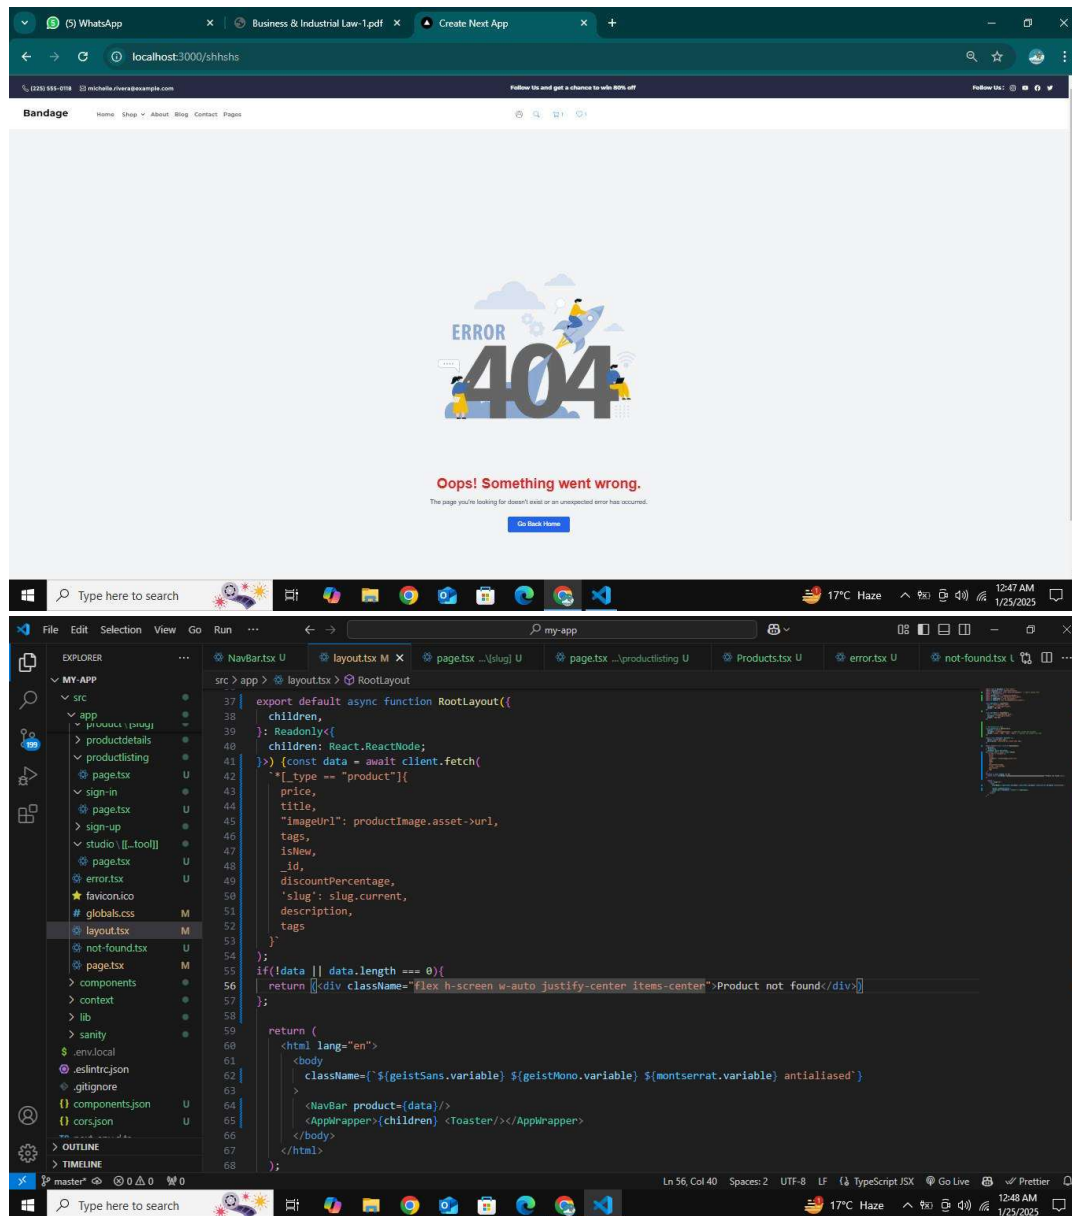 (5) WhatsApp
Business & Industrial Law-1.pdf
Create Next App
localhost:3000/shhshs
(225) 555-0118 michelle.rivera@example.com
Follow Us and get a chance to win 80% off
Follow Us :
Bandage
Home Shop About Blog Contact Pages
1 1
ERROR
404
Oops! Something went wrong.
The page you're looking for doesn't exist or an unexpected error has occurred.
Go Back Home
Type here to search
17°C Haze
12:47 AM
1/25/2025
File Edit Selection View Go Run ···
my-app
EXPLORER
NavBar.tsx U
layout.tsx M
page.tsx ...\[slug] U
page.tsx ...\productlisting U
Products.tsx U
error.tsx U
not-found.tsx
MY-APP
src > app > layout.tsx > RootLayout
src
app
product \ [slug]
productdetails
productlisting
page.tsx U
sign-in
page.tsx U
sign-up
studio \ [[...tool]]
page.tsx U
error.tsx U
favicon.ico
globals.css M
layout.tsx M
not-found.tsx U
page.tsx M
components
context
lib
sanity
.env.local
.eslintrc.json
.gitignore
components.json U
cors.json U
OUTLINE
TIMELINE
199
37 export default async function RootLayout({
38 children,
39 }: Readonly<{
40 children: React.ReactNode;
41 }>) {const data = await client.fetch(
42 `*[_type == "product"]{
43 price,
44 title,
45 "imageUrl": productImage.asset->url,
46 tags,
47 isNew,
48 _id,
49 discountPercentage,
50 'slug': slug.current,
51 description,
52 tags
53 }`
54 );
55 if(!data || data.length === 0){
56 return (<div className="flex h-screen w-auto justify-center items-center">Product not found</div>)
57 };
58
59 return (
60 <html lang="en">
61 <body
62 className={`${geistSans.variable} ${geistMono.variable} ${montserrat.variable} antialiased`}
63 >
64 <NavBar product={data}/>
65 <AppWrapper>{children} <Toaster/></AppWrapper>
66 </body>
67 </html>
68 );
master* 0 0 0
Ln 56, Col 40 Spaces: 2 UTF-8 LF TypeScript JSX Go Live Prettier
Type here to search
17°C Haze
12:48 AM
1/25/2025